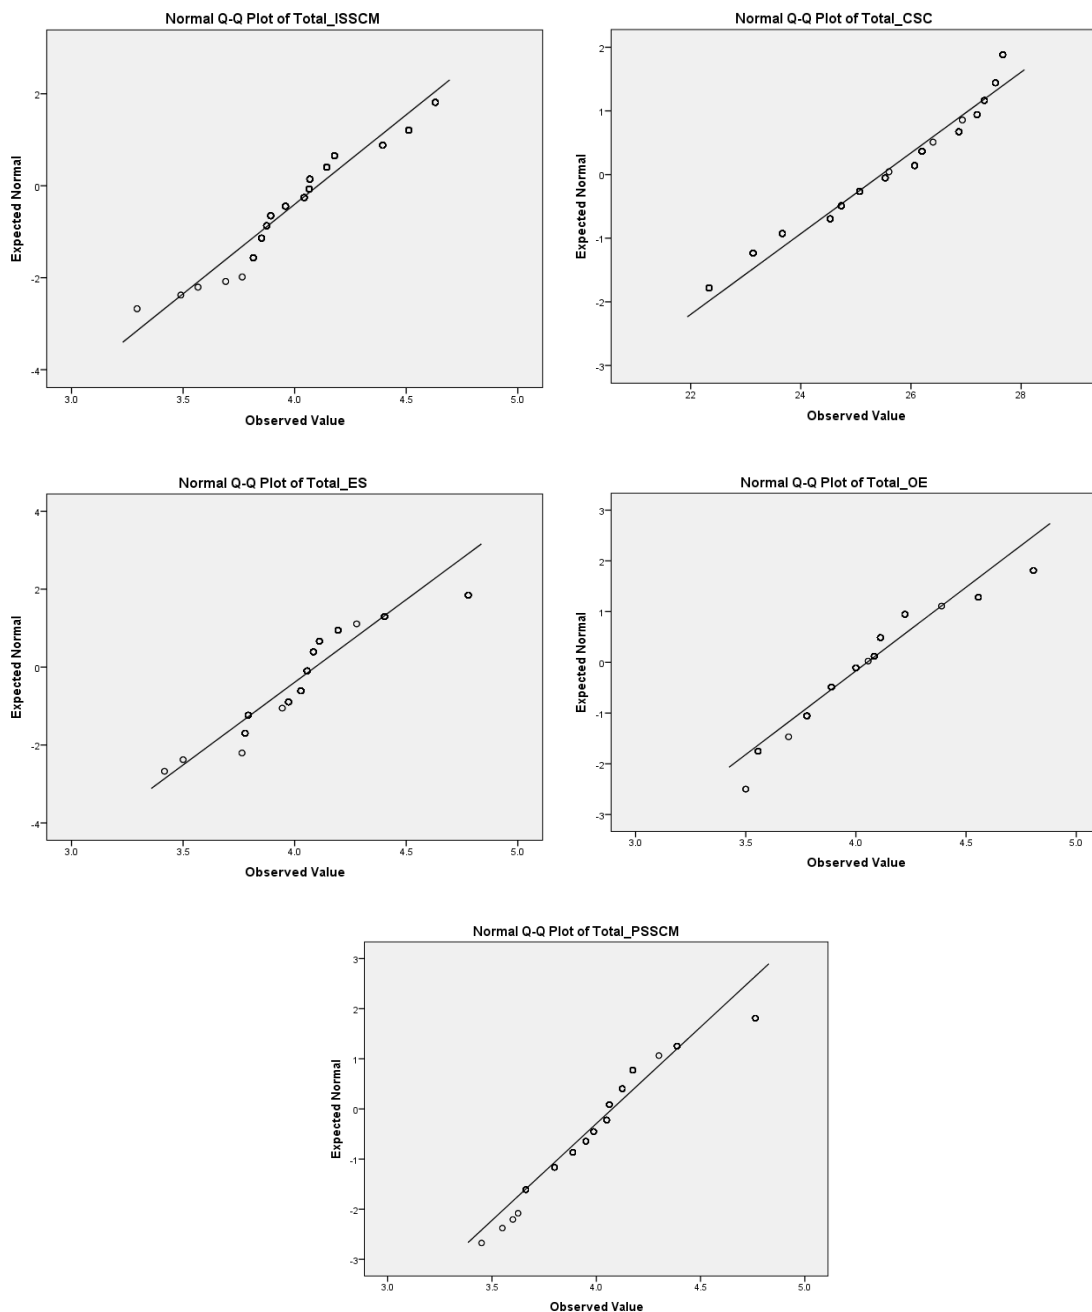 Normal Q-Q Plot of Total_ISSCM
Expected Normal
2
0
-2
-4
3.0 3.5 4.0 4.5 5.0
Observed Value
Normal Q-Q Plot of Total_CSC
Expected Normal
2
1
0
-1
-2
-3
22 24 26 28
Observed Value
Normal Q-Q Plot of Total_ES
Expected Normal
4
2
0
-2
-4
3.0 3.5 4.0 4.5 5.0
Observed Value
Normal Q-Q Plot of Total_OE
Expected Normal
3
2
1
0
-1
-2
-3
3.0 3.5 4.0 4.5 5.0
Observed Value
Normal Q-Q Plot of Total_PSSCM
Expected Normal
3
2
1
0
-1
-2
-3
3.0 3.5 4.0 4.5 5.0
Observed Value